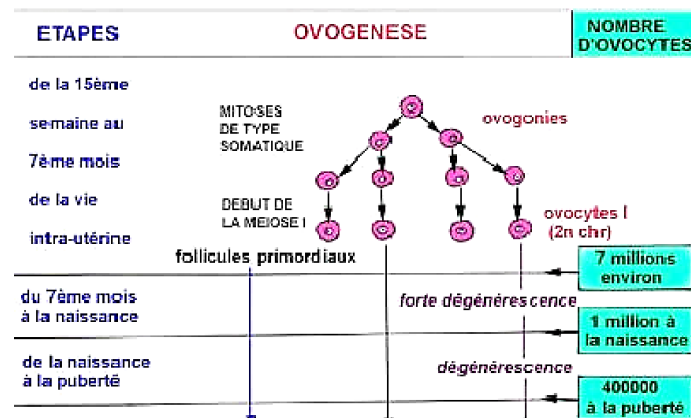 ETAPES
OVOGENESE
NOMBRE
D'OVOCYTES
de la 15ème
semaine au
7ème mois
de la vie
intra-utérine
MITOSES
DE TYPE
SOMATIQUE
ovogonies
DEBUT DE
LA MEIOSE I
ovocytes I
(2n chr)
follicules primordiaux
7 millions
environ
du 7ème mois
à la naissance
forte dégénérescence
1 million à
la naissance
de la naissance
à la puberté
dégénérescence
400000
à la puberté